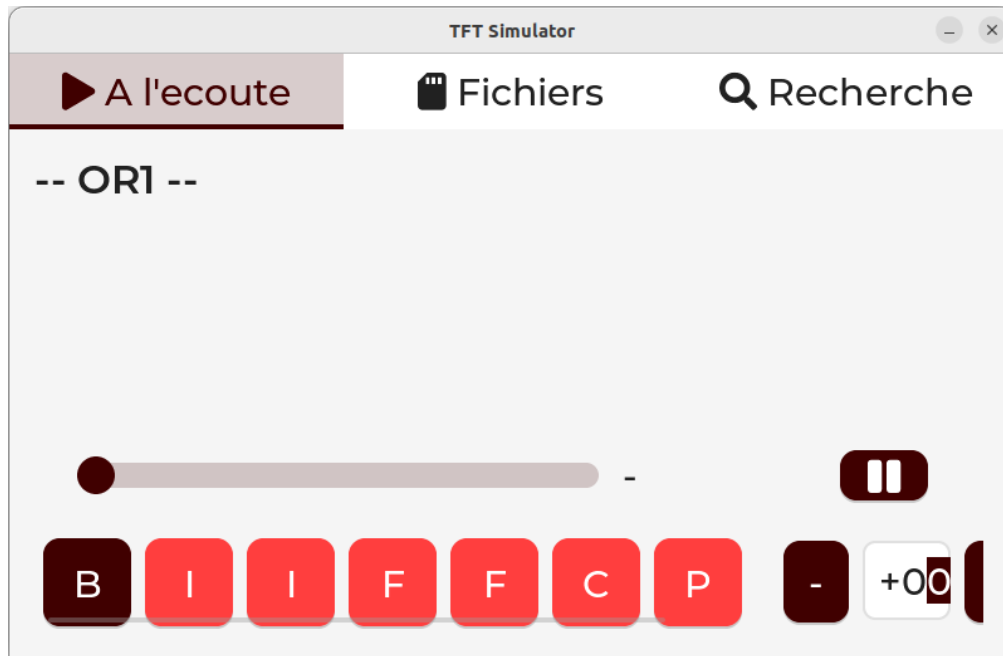 TFT Simulator
A l'ecoute Fichiers Recherche
-- OR1 --
-
B I I F F C P - +00